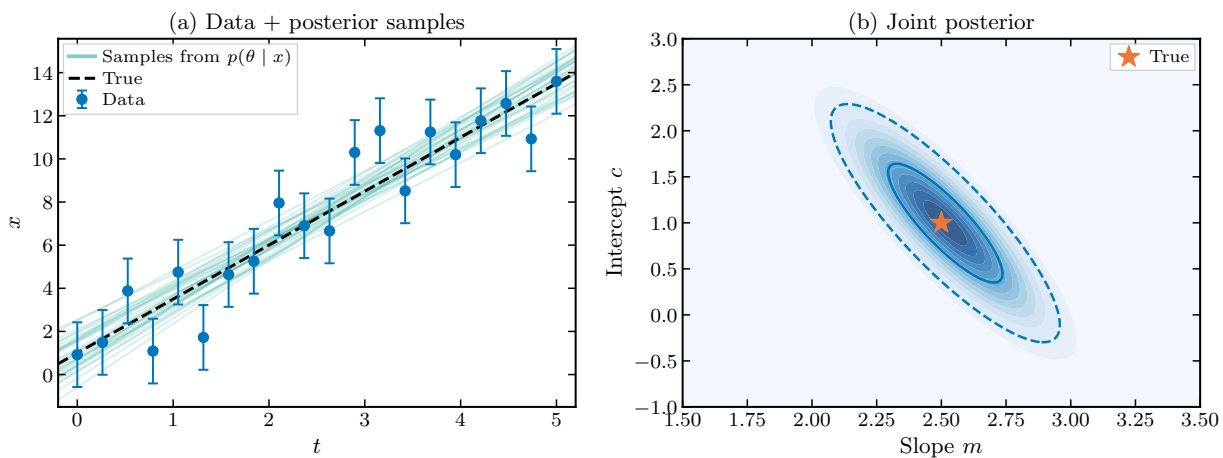 (a) Data + posterior samples
Samples from p(θ | x)
True
Data
14
12
10
8
6
4
2
0
x
0 1 2 3 4 5
t
(b) Joint posterior
True
3.0
2.5
2.0
1.5
1.0
0.5
0.0
−0.5
−1.0
Intercept c
1.50 1.75 2.00 2.25 2.50 2.75 3.00 3.25 3.50
Slope m